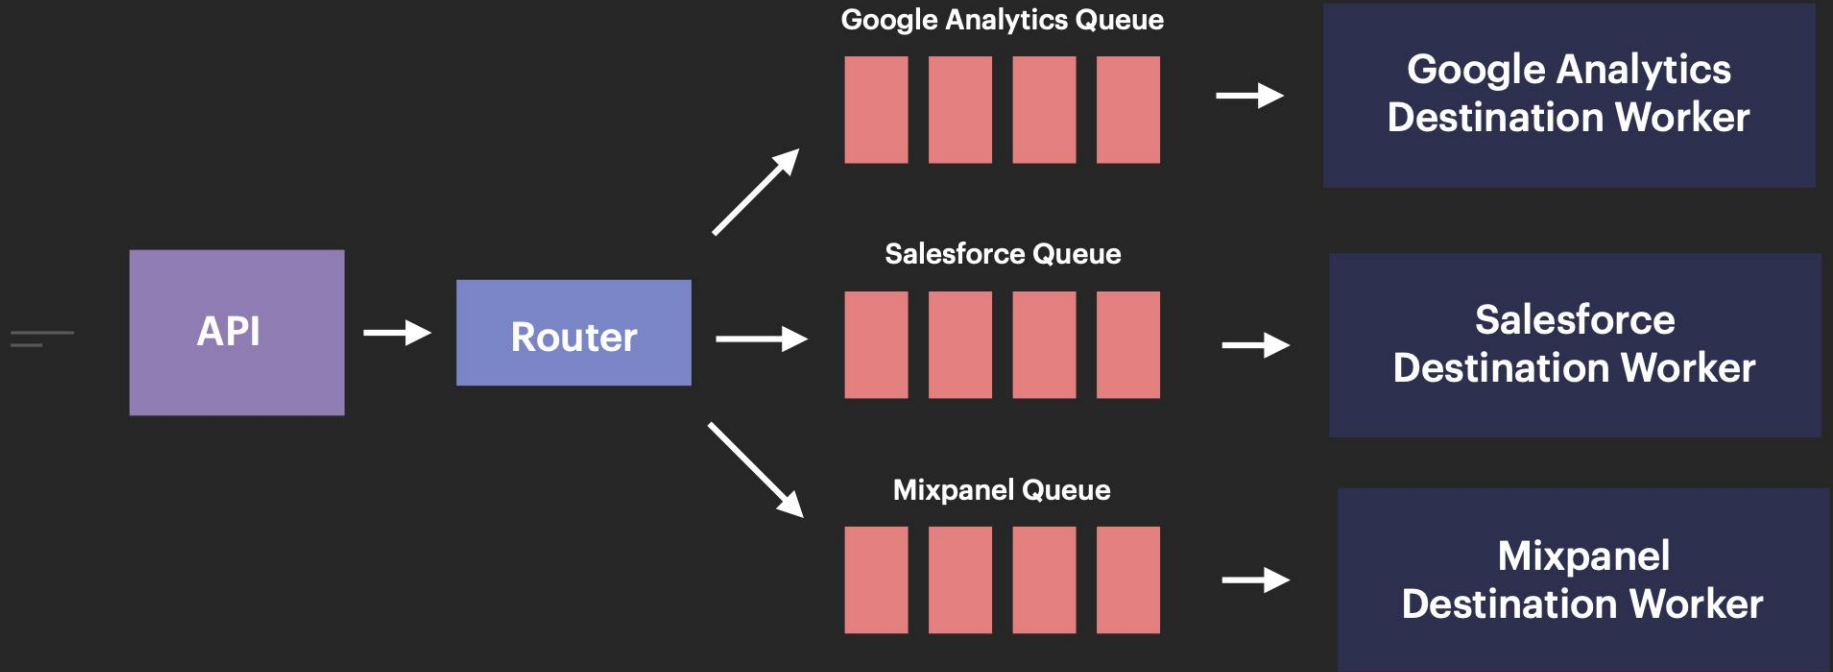 Google Analytics Queue
Google Analytics
Destination Worker
API
Router
Salesforce Queue
Salesforce
Destination Worker
Mixpanel Queue
Mixpanel
Destination Worker